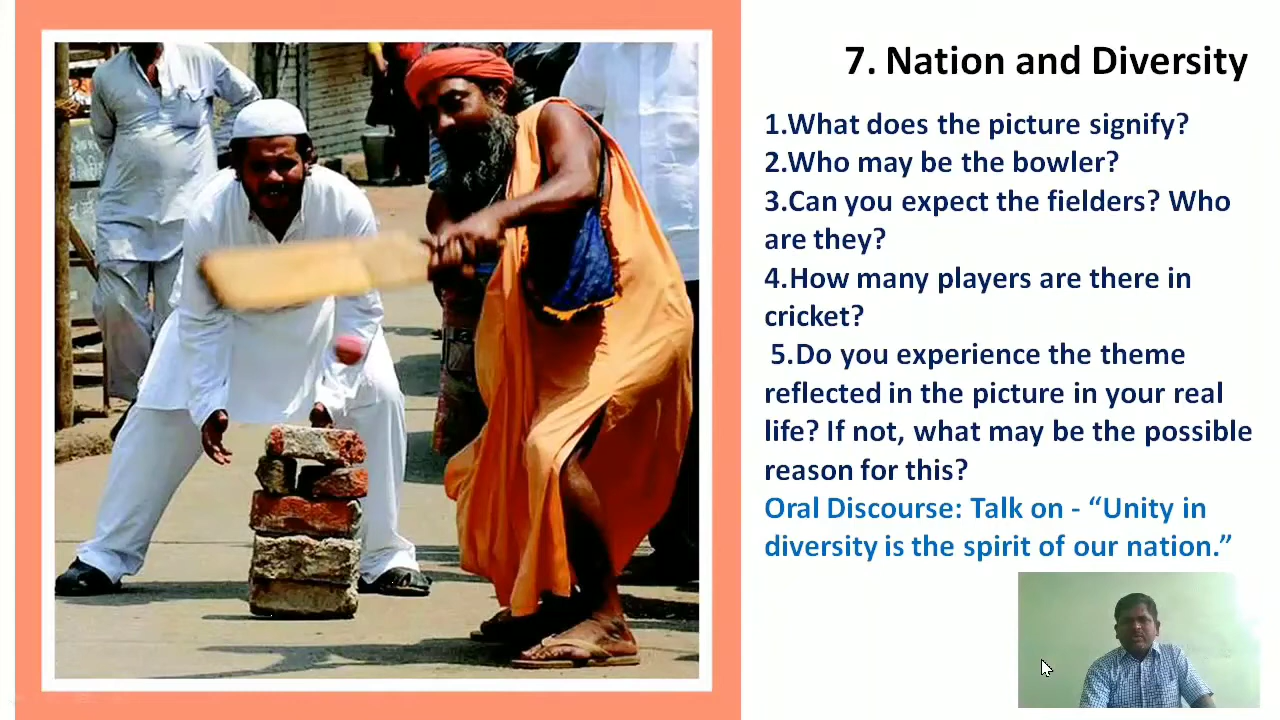 7. Nation and Diversity
1.What does the picture signify?
2.Who may be the bowler?
3.Can you expect the fielders? Who
are they?
4.How many players are there in
cricket?
5.Do you experience the theme
reflected in the picture in your real
life? If not, what may be the possible
reason for this?
Oral Discourse: Talk on - “Unity in
diversity is the spirit of our nation.”